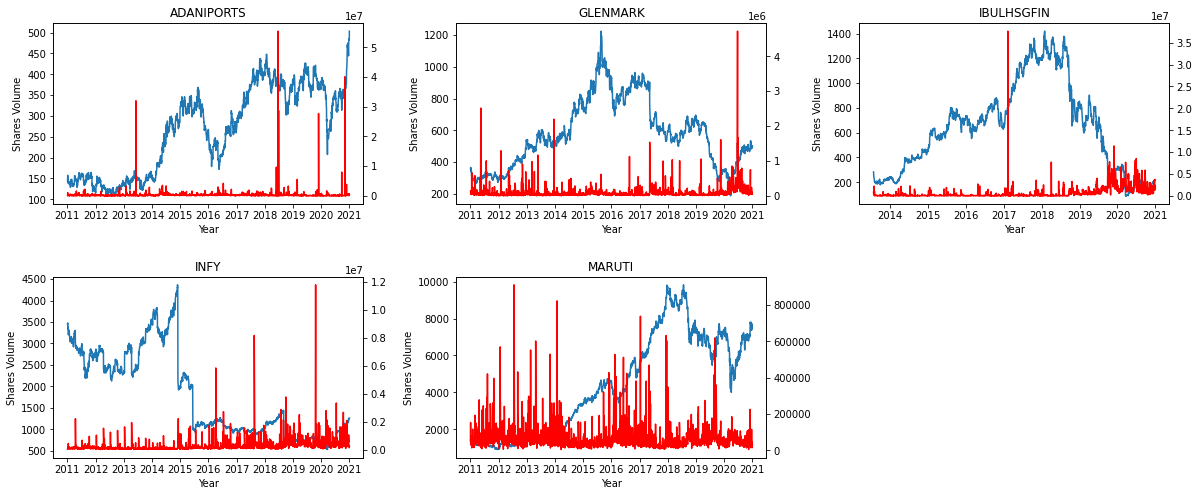 ADANIPORTS
1e7
500
450
400
350
300
250
200
150
100
5
4
3
2
1
0
Shares Volume
2011 2012 2013 2014 2015 2016 2017 2018 2019 2020 2021
Year
GLENMARK
1e6
1200
1000
800
600
400
200
4
3
2
1
0
Shares Volume
2011 2012 2013 2014 2015 2016 2017 2018 2019 2020 2021
Year
IBULHSGFIN
1e7
1400
1200
1000
800
600
400
200
3.5
3.0
2.5
2.0
1.5
1.0
0.5
0.0
Shares Volume
2014 2015 2016 2017 2018 2019 2020 2021
Year
INFY
1e7
4500
4000
3500
3000
2500
2000
1500
1000
500
1.2
1.0
0.8
0.6
0.4
0.2
0.0
Shares Volume
2011 2012 2013 2014 2015 2016 2017 2018 2019 2020 2021
Year
MARUTI
10000
8000
6000
4000
2000
800000
600000
400000
200000
0
Shares Volume
2011 2012 2013 2014 2015 2016 2017 2018 2019 2020 2021
Year